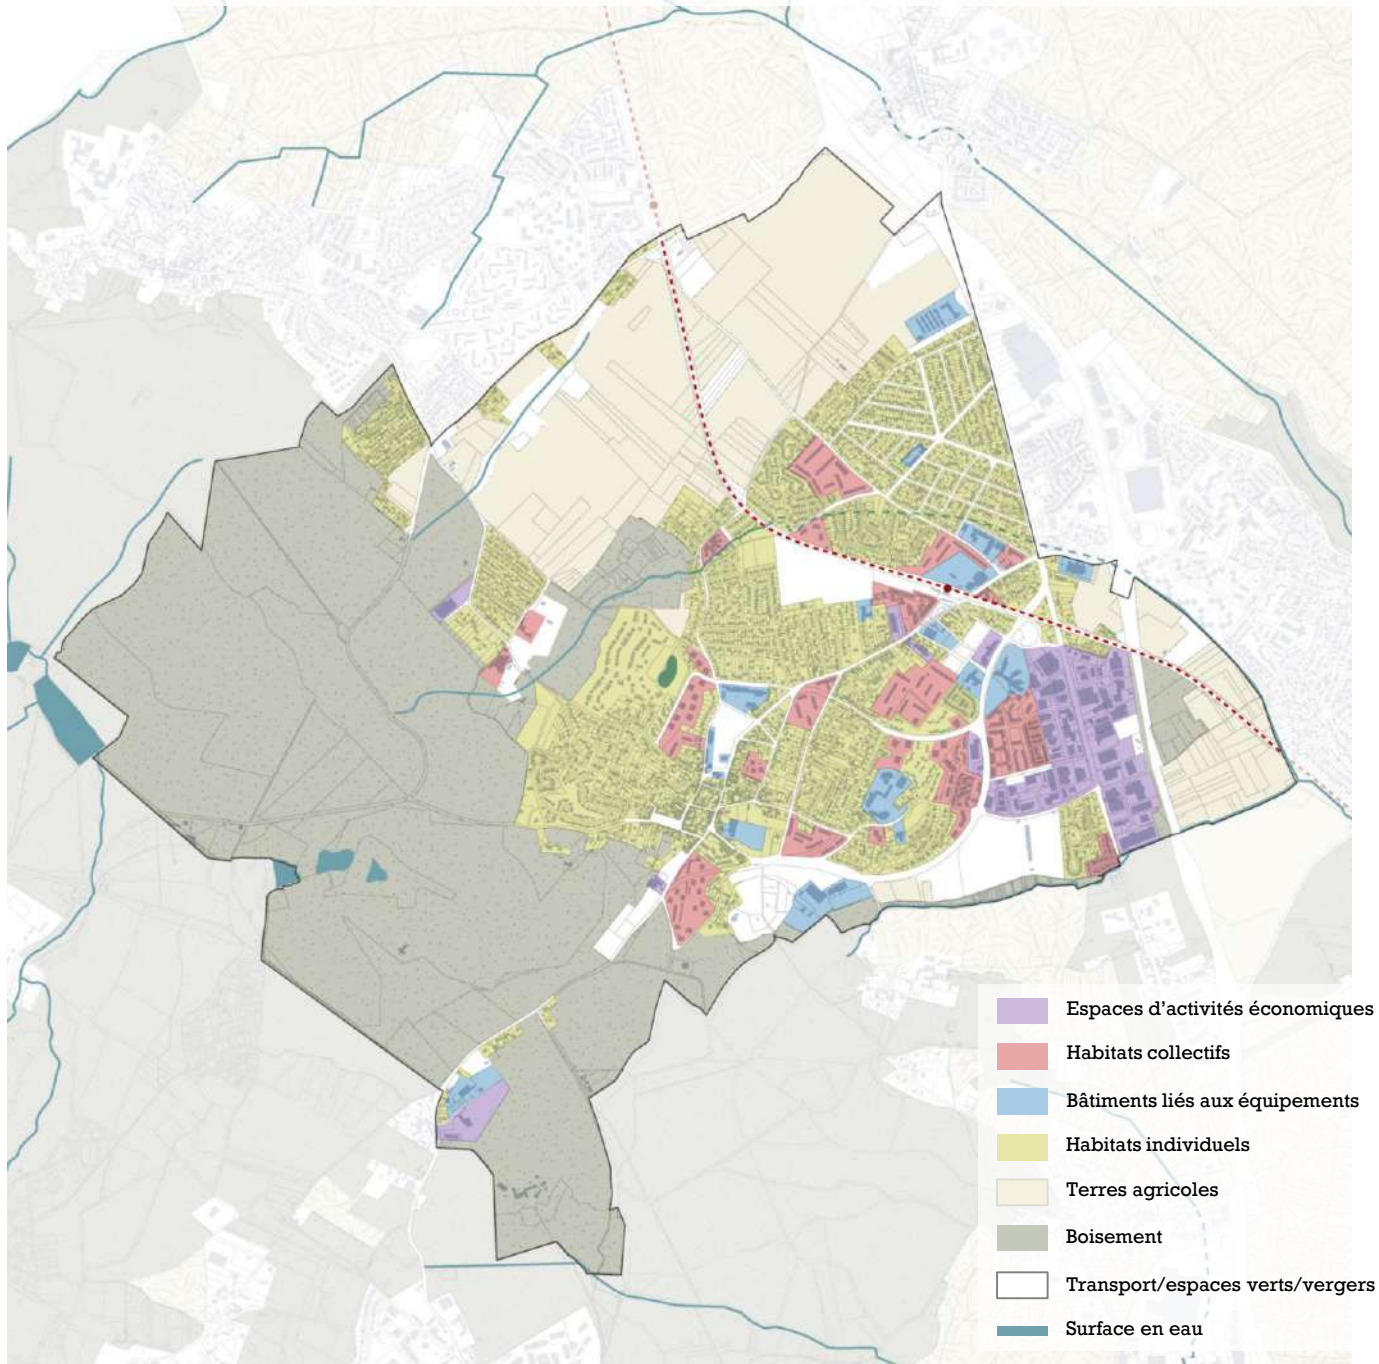 Espaces d'activités économiques
Habitats collectifs
Bâtiments liés aux équipements
Habitats individuels
Terres agricoles
Boisement
Transport/espaces verts/vergers
Surface en eau